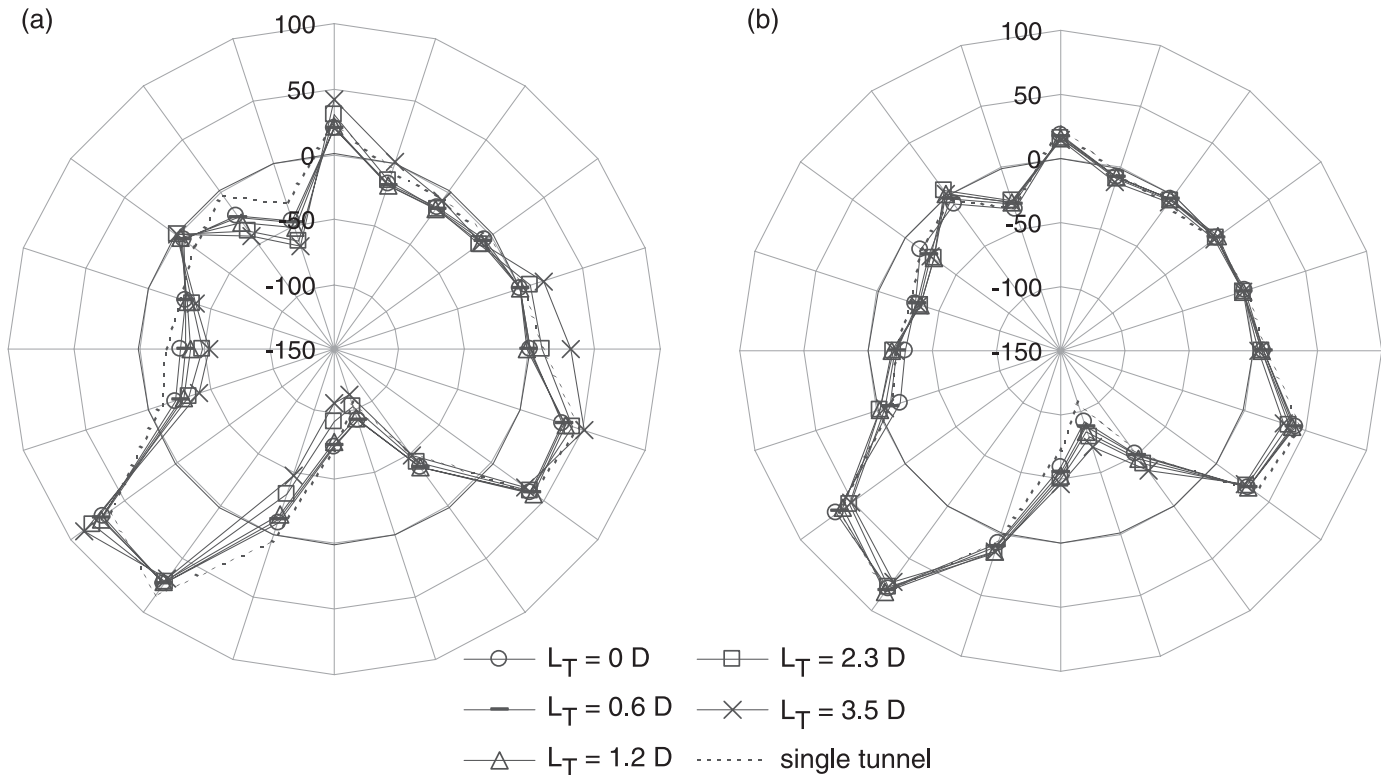 (a)
100
50
0
-50
-100
-150
(b)
100
50
0
-50
-100
-150
L_T = 0 D
L_T = 2.3 D
L_T = 0.6 D
L_T = 3.5 D
L_T = 1.2 D
single tunnel